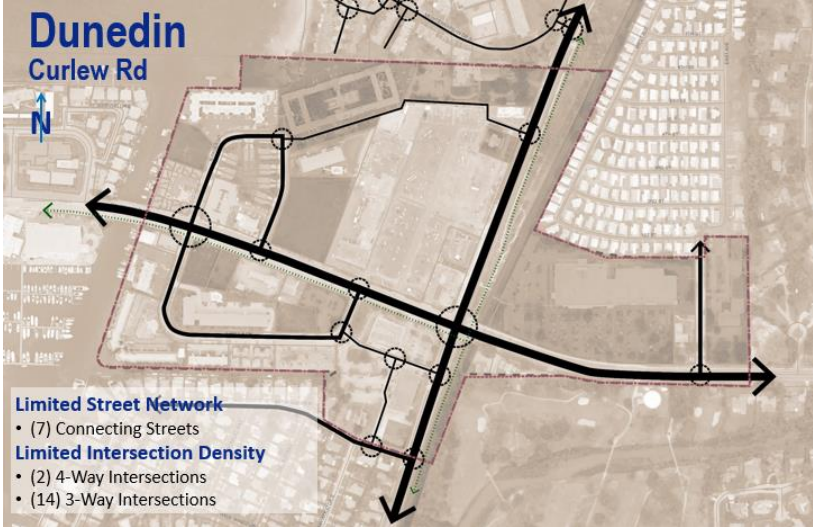 Dunedin
Curlew Rd
N
Limited Street Network
• (7) Connecting Streets
Limited Intersection Density
• (2) 4-Way Intersections
• (14) 3-Way Intersections